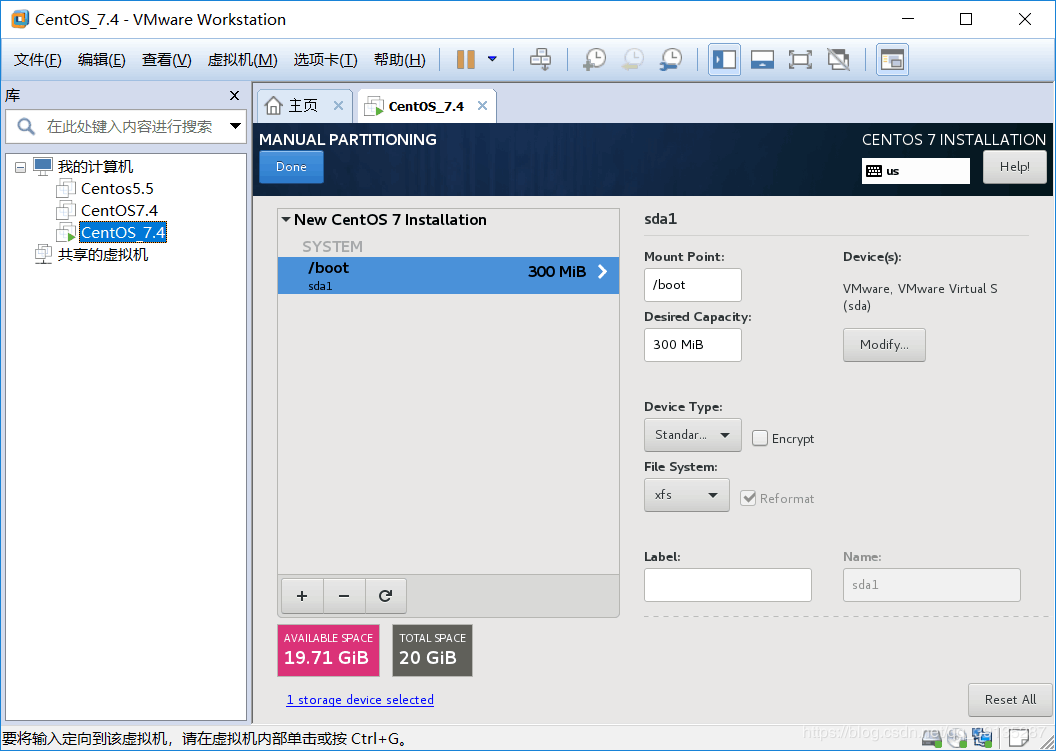 CentOS_7.4 - VMware Workstation
文件(F) 编辑(E) 查看(V) 虚拟机(M) 选项卡(T) 帮助(H)
库
在此处键入内容进行搜索
我的计算机
Centos5.5
CentOS7.4
CentOS_7.4
共享的虚拟机
主页
CentOS_7.4
MANUAL PARTITIONING
Done
CENTOS 7 INSTALLATION
us
Help!
New CentOS 7 Installation
SYSTEM
/boot
300 MiB
sda1
+ −
AVAILABLE SPACE
19.71 GiB
TOTAL SPACE
20 GiB
1 storage device selected
sda1
Mount Point:
/boot
Desired Capacity:
300 MiB
Device(s):
VMware, VMware Virtual S
(sda)
Modify...
Device Type:
Standar...
Encrypt
File System:
xfs
Reformat
Label:
Name:
sda1
Reset All
要将输入定向到该虚拟机，请在虚拟机内部单击或按 Ctrl+G。